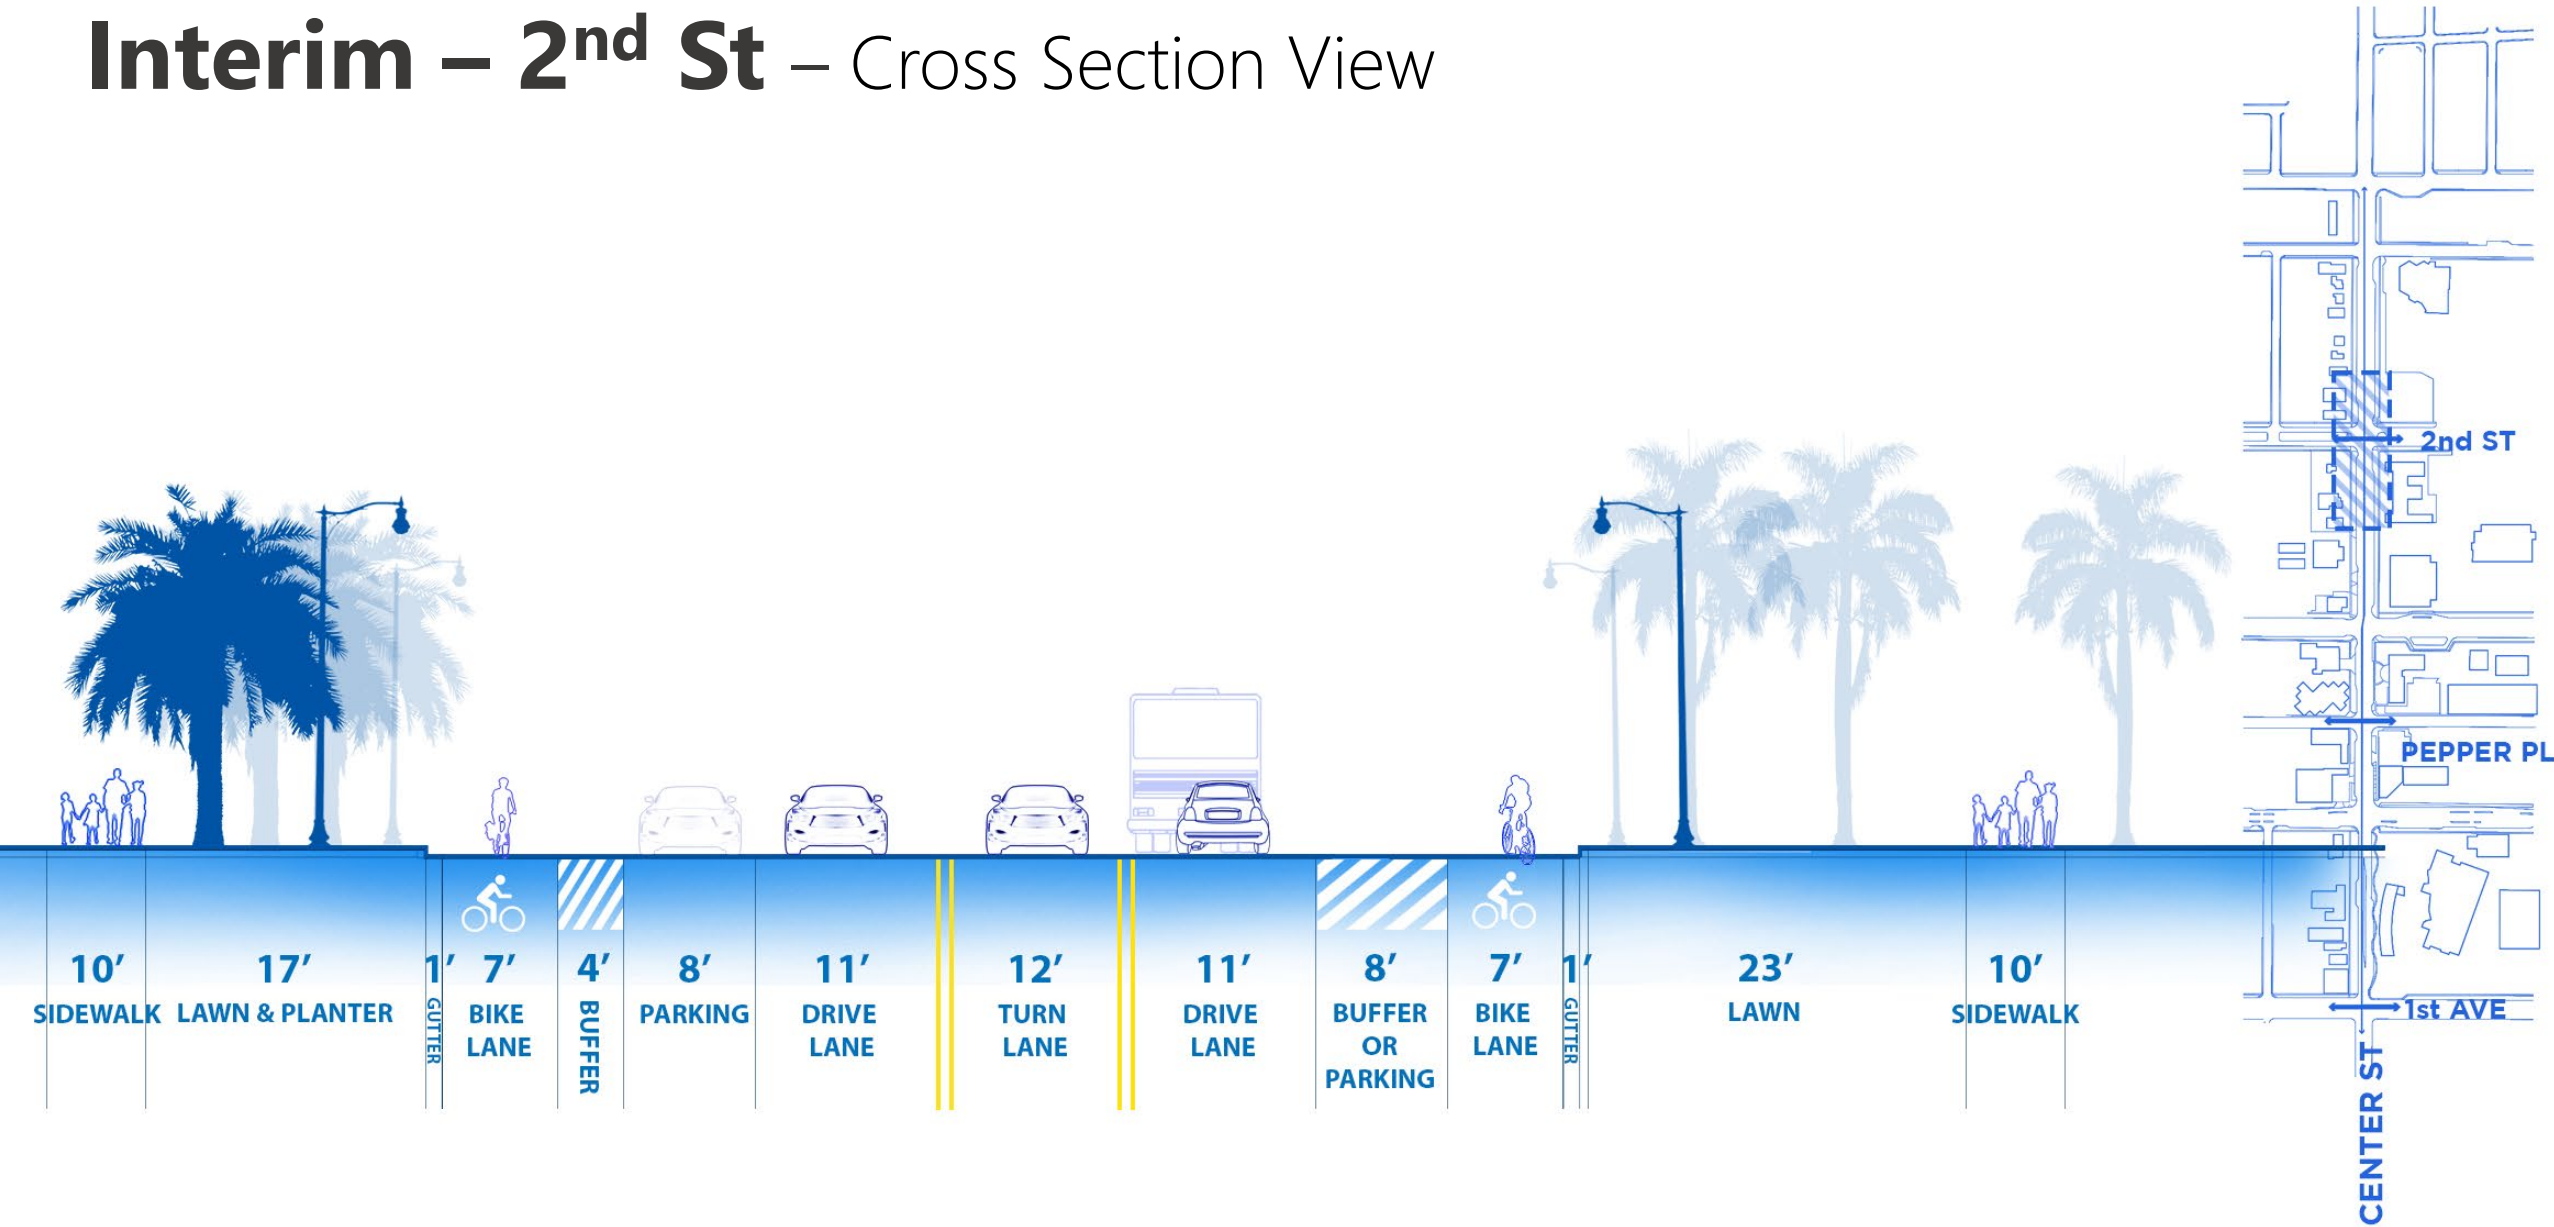 Interim – 2nd St – Cross Section View
2nd ST
PEPPER PL
1st AVE
CENTER ST
10’
SIDEWALK
17’
LAWN & PLANTER
1’
GUTTER
7’
BIKE
LANE
4’
BUFFER
8’
PARKING
11’
DRIVE
LANE
12’
TURN
LANE
11’
DRIVE
LANE
8’
BUFFER
OR
PARKING
7’
BIKE
LANE
1’
GUTTER
23’
LAWN
10’
SIDEWALK